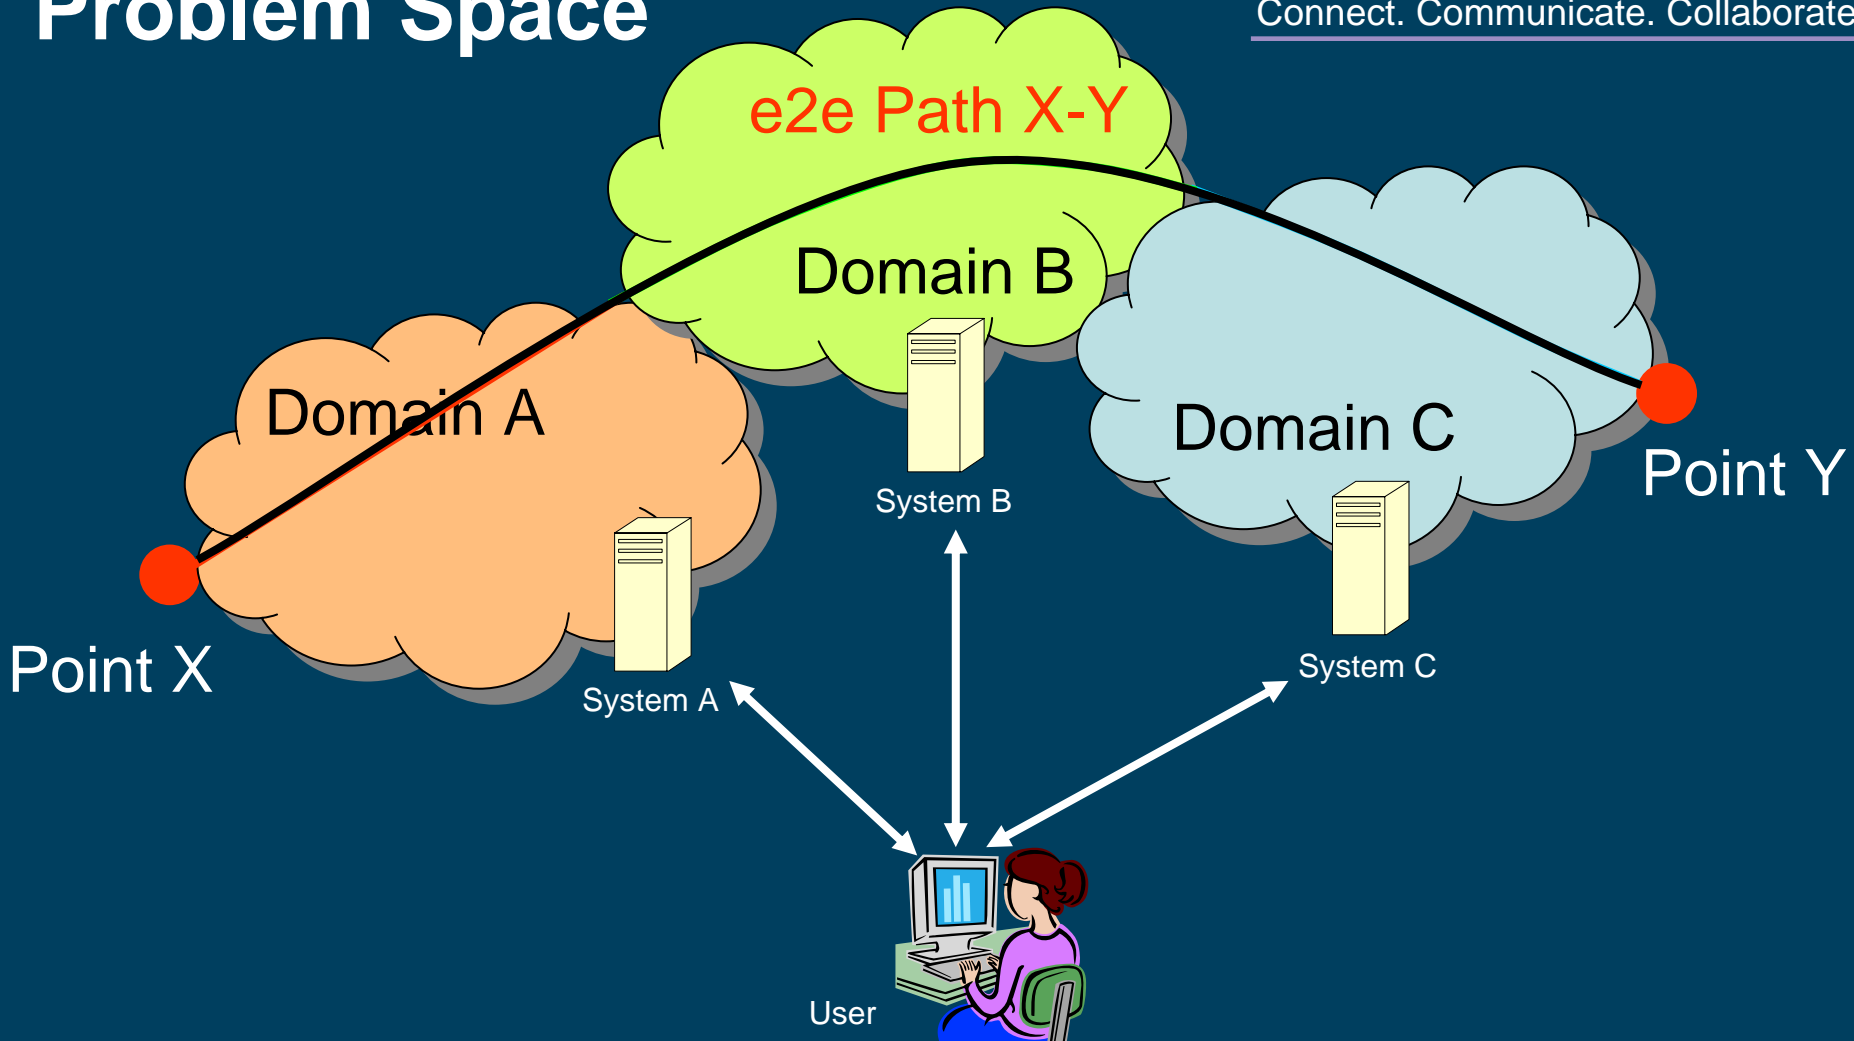 Problem Space
Connect. Communicate. Collaborate
e2e Path X-Y
Domain B
Domain A
Domain C
Point Y
System B
Point X
System C
System A
User